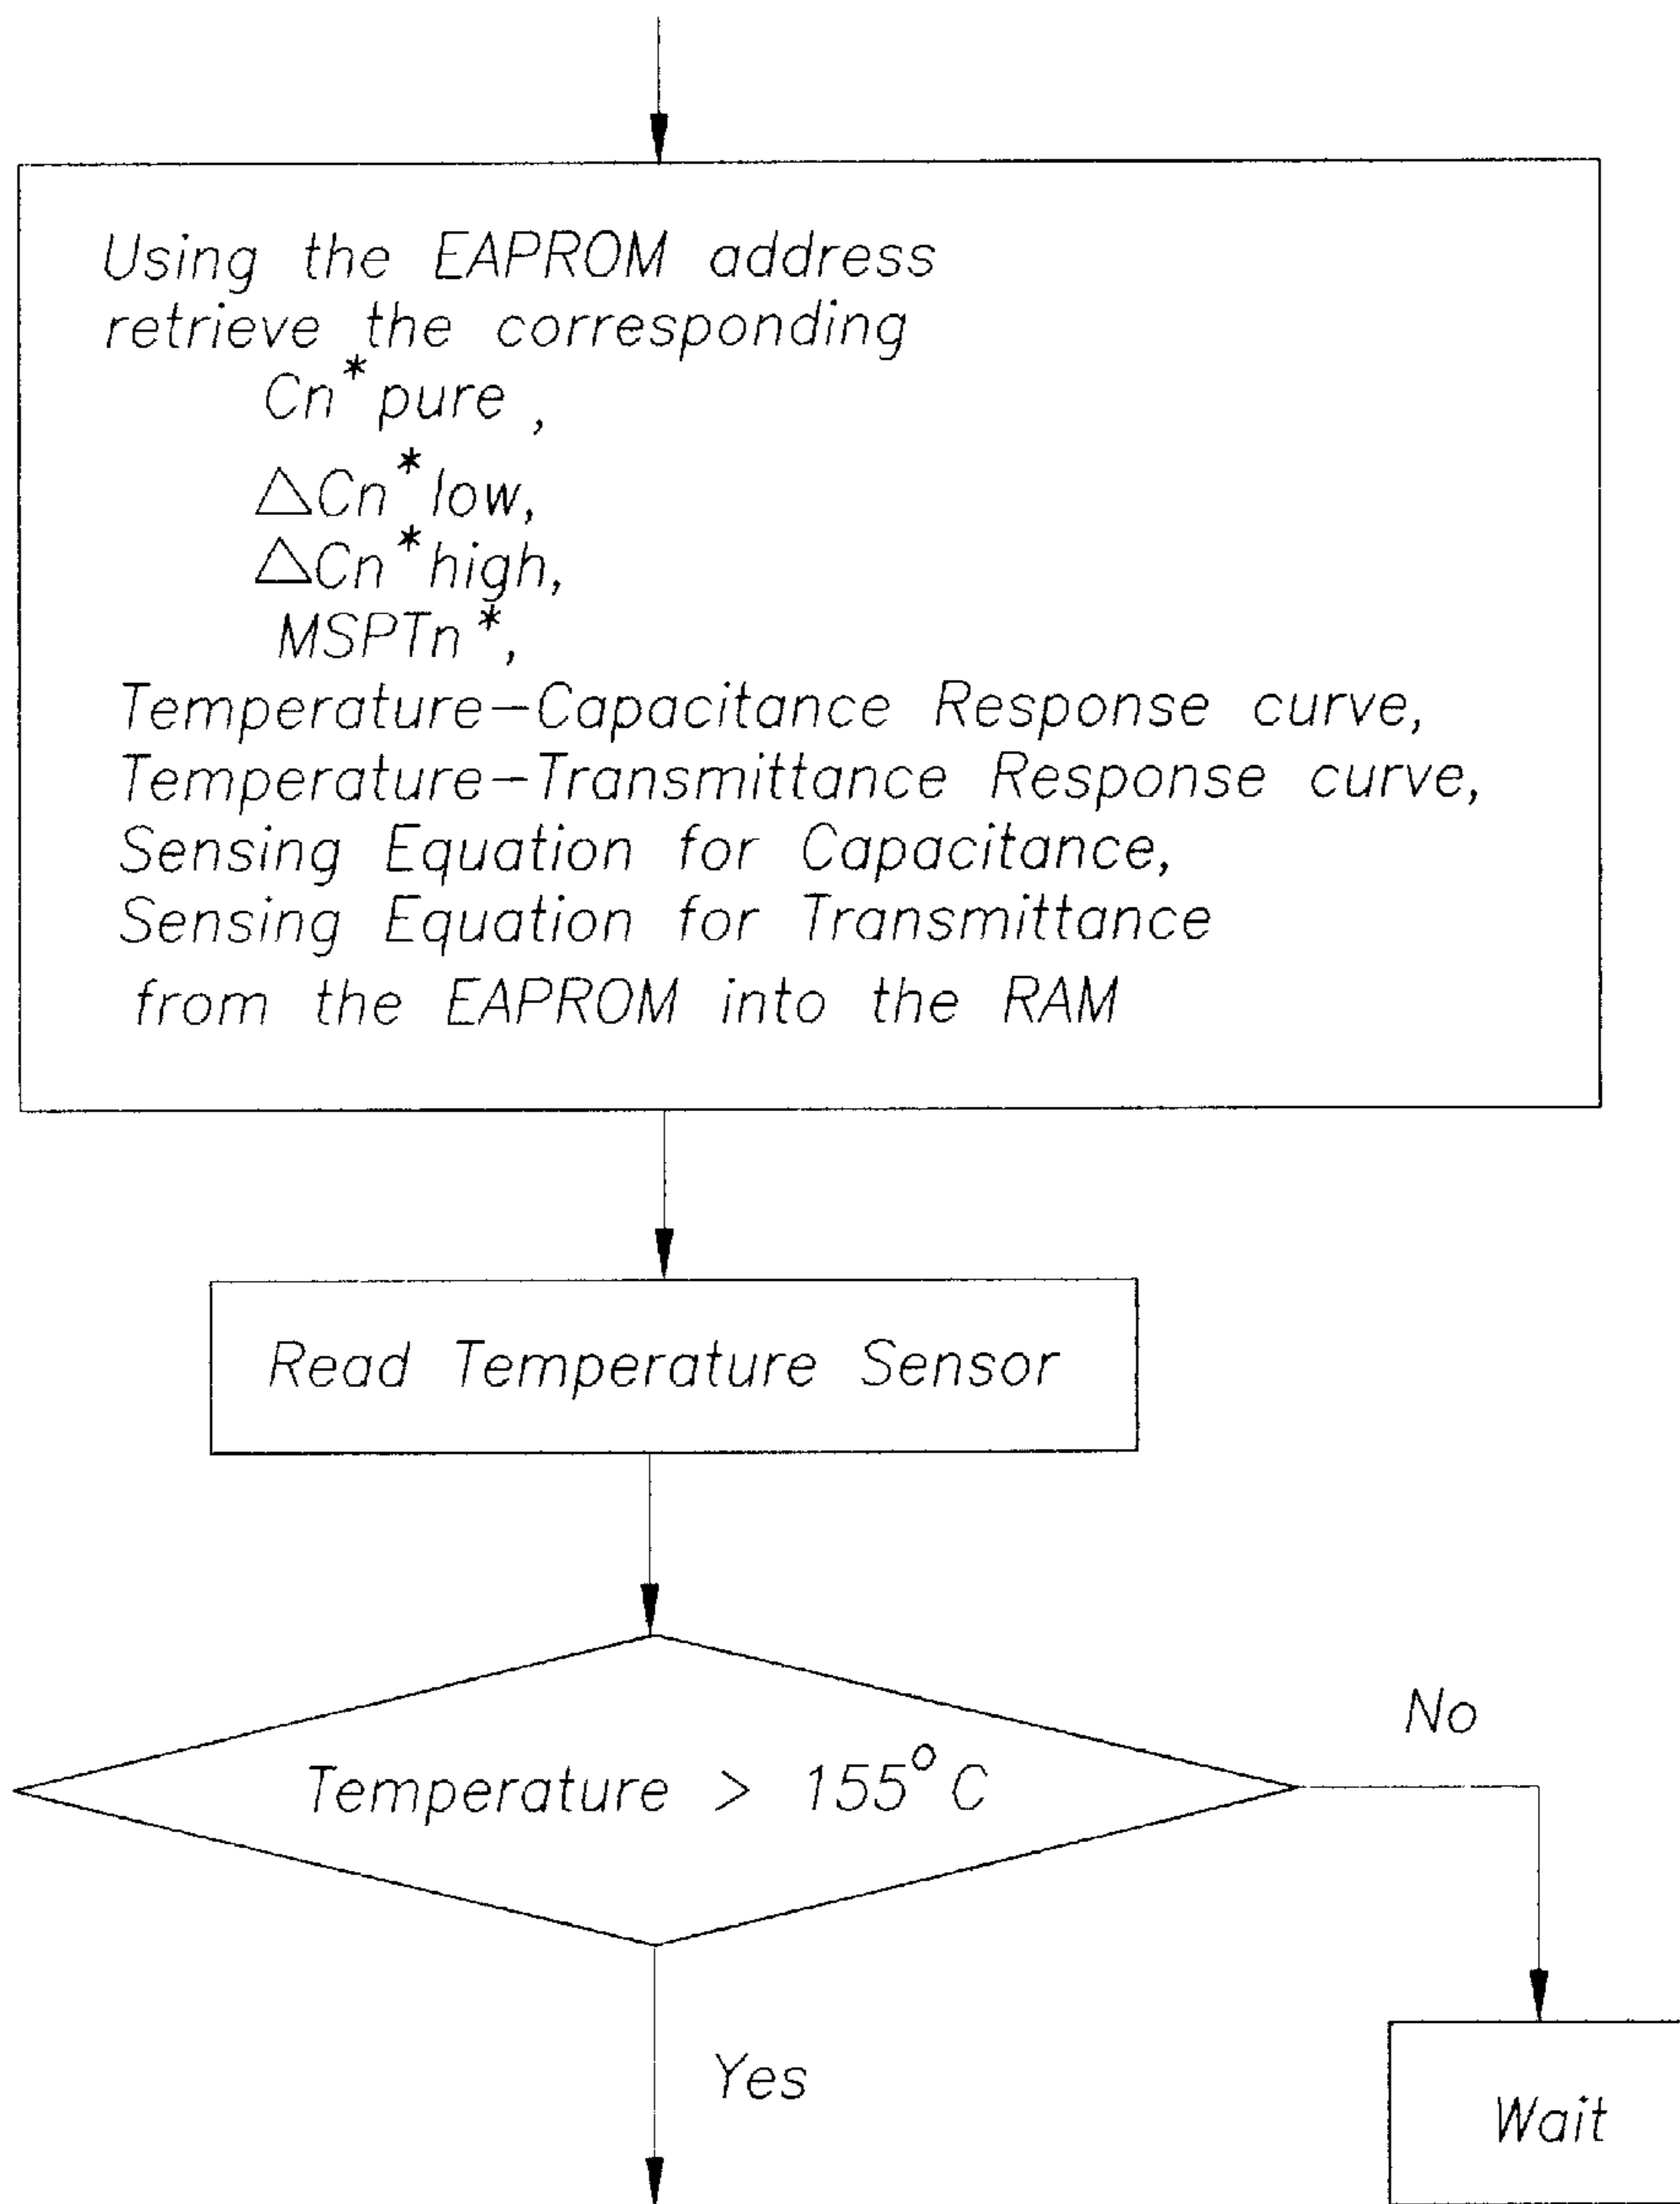 Using the EAPROM address
retrieve the corresponding
Cn*pure ,
△Cn*low,
△Cn*high,
MSPTn*,
Temperature–Capacitance Response curve,
Temperature–Transmittance Response curve,
Sensing Equation for Capacitance,
Sensing Equation for Transmittance
from the EAPROM into the RAM
Read Temperature Sensor
Temperature > 155°C
No
Yes
Wait